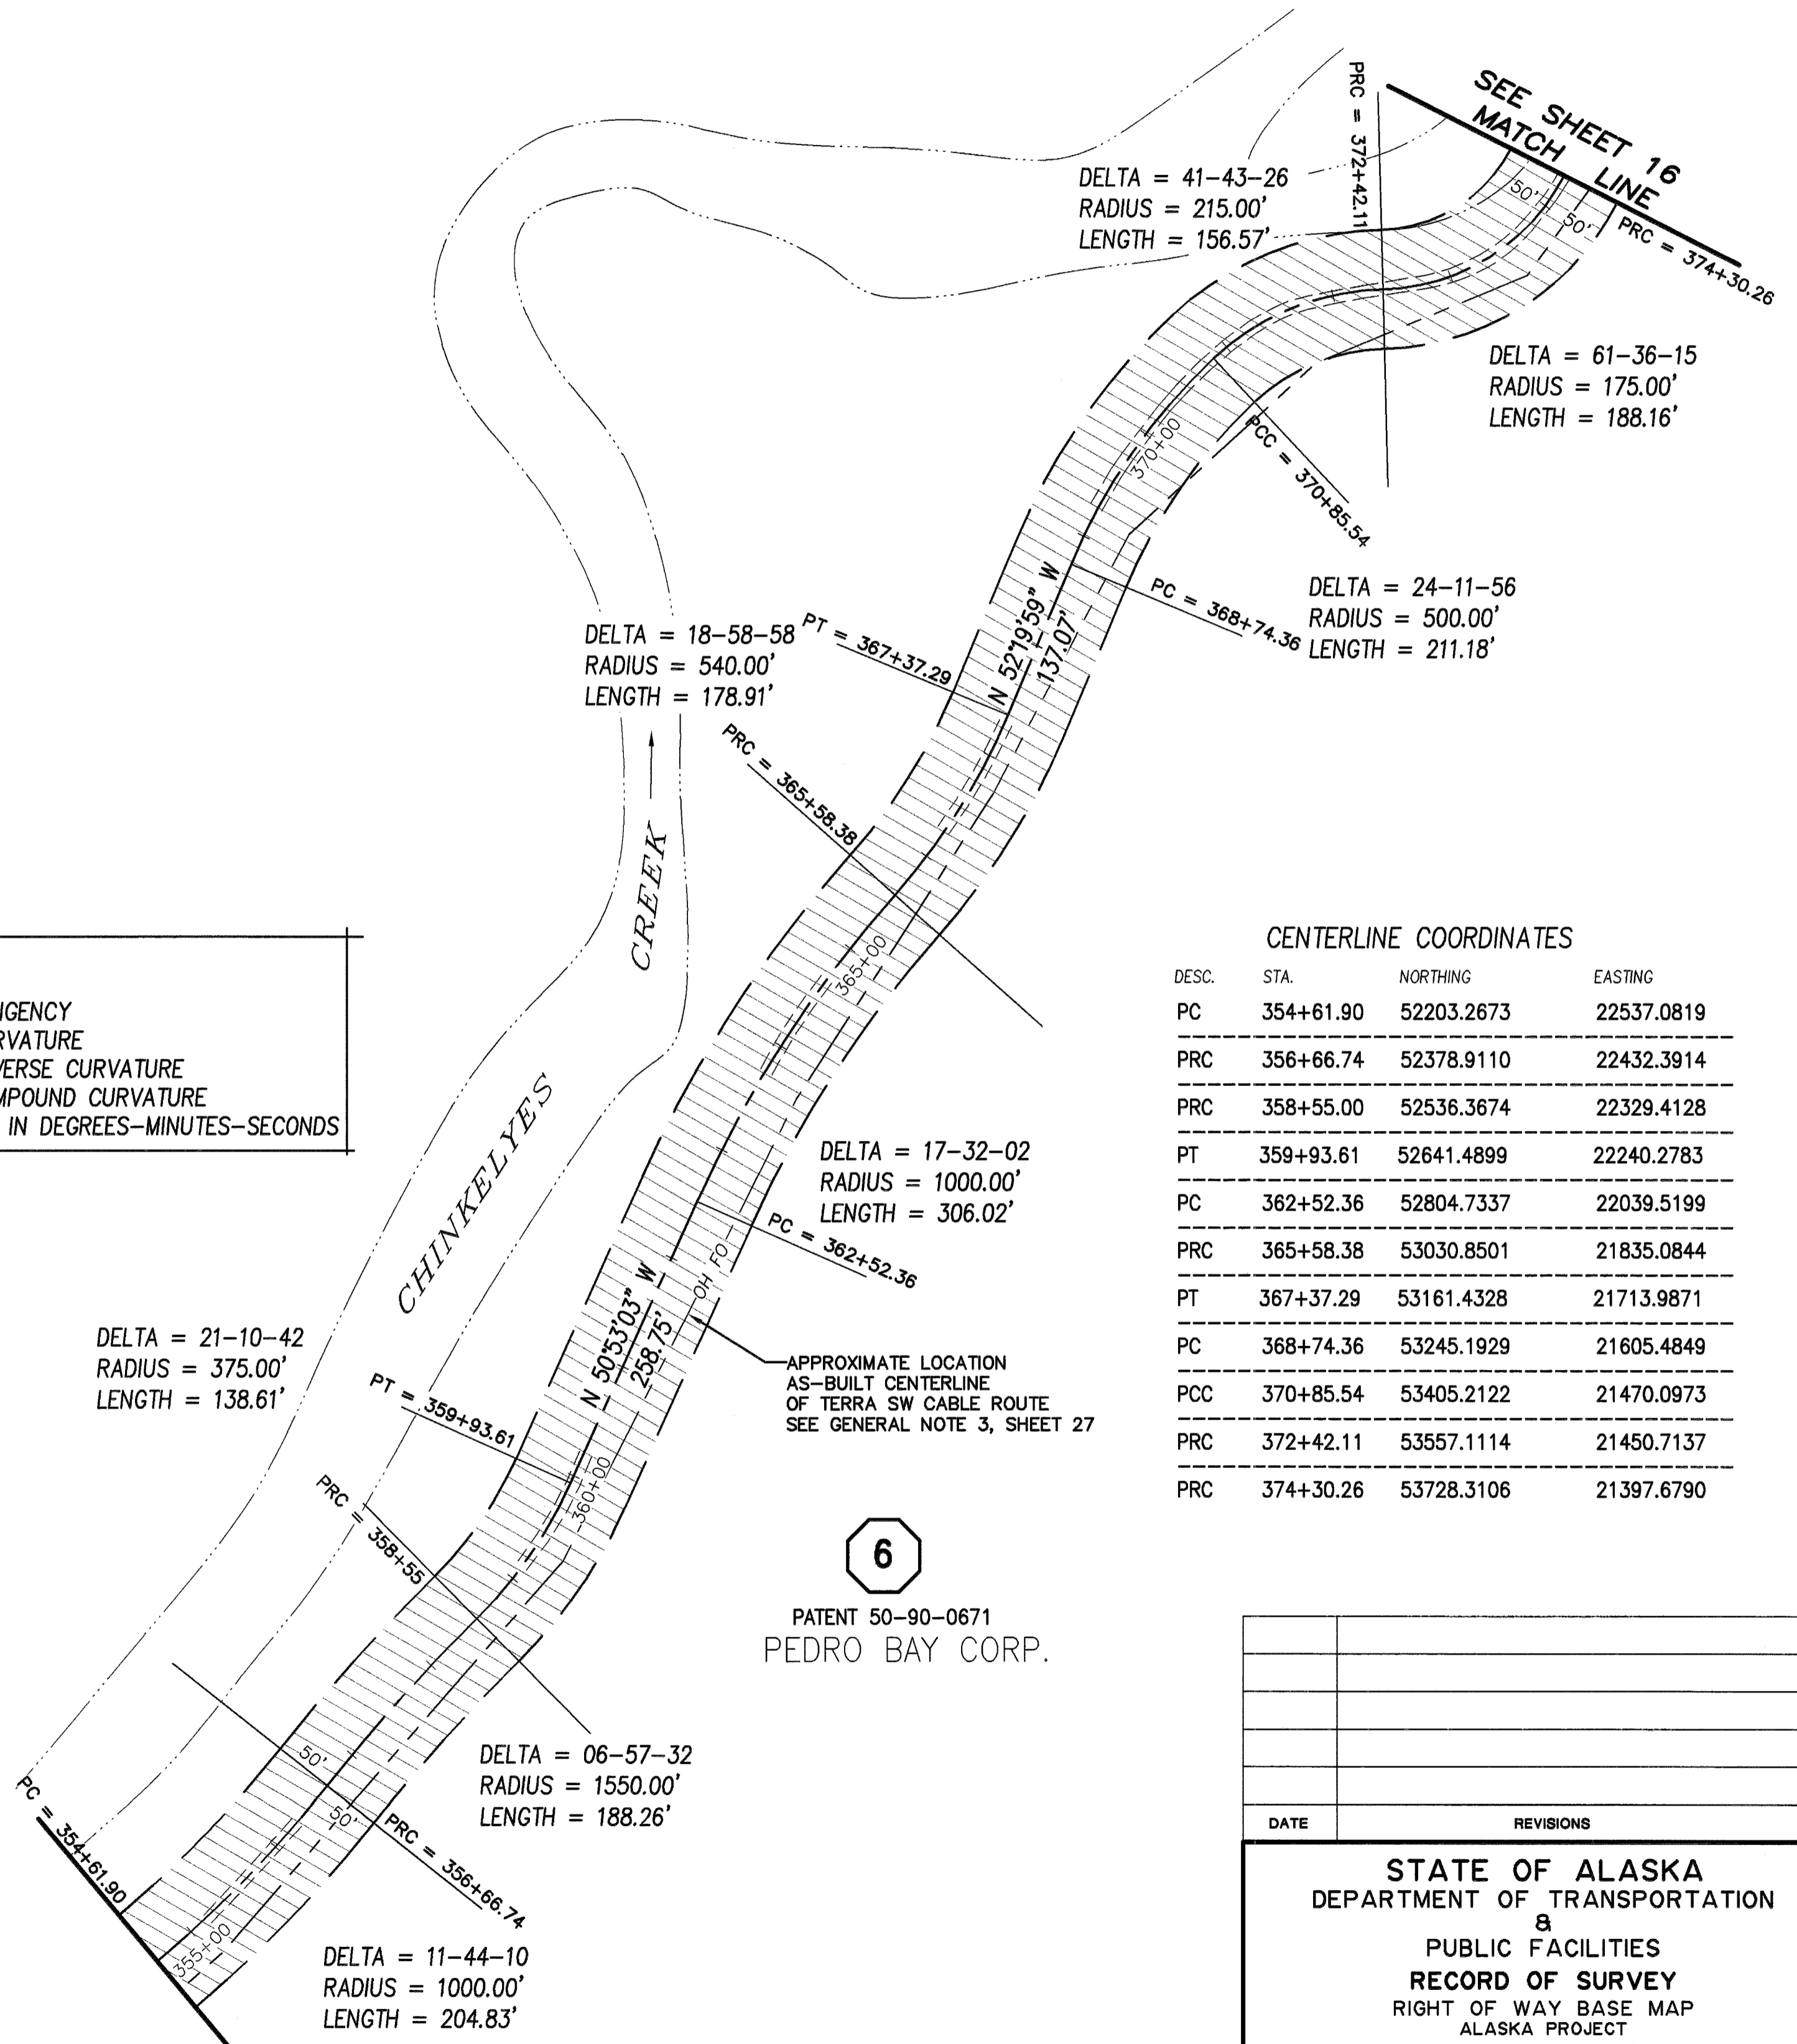 SEE SHEET 16
MATCH LINE
PRC = 372+42.11
50'
50'
PRC = 374+30.26
DELTA = 41-43-26
RADIUS = 215.00'
LENGTH = 156.57'
DELTA = 61-36-15
RADIUS = 175.00'
LENGTH = 188.16'
370+00
PCC = 370+85.54
PC = 368+74.36
DELTA = 24-11-56
RADIUS = 500.00'
LENGTH = 211.18'
N 52°19'59" W
137.07'
DELTA = 18-58-58
RADIUS = 540.00'
LENGTH = 178.91'
PT = 367+37.29
PRC = 365+58.38
CREEK
365+00
IN DEGREES-MINUTES-SECONDS
CHINKELYES
DELTA = 17-32-02
RADIUS = 1000.00'
LENGTH = 306.02'
PC = 362+52.36
OH FO
N 50°53'03" W
258.75'
APPROXIMATE LOCATION
AS-BUILT CENTERLINE
OF TERRA SW CABLE ROUTE
SEE GENERAL NOTE 3, SHEET 27
DELTA = 21-10-42
RADIUS = 375.00'
LENGTH = 138.61'
PT = 359+93.61
360+00
PRC = 358+55
6
PATENT 50-90-0671
PEDRO BAY CORP.
DELTA = 06-57-32
RADIUS = 1550.00'
LENGTH = 188.26'
50'
50'
PRC = 356+66.74
PC = 354+61.90
355+00
DELTA = 11-44-10
RADIUS = 1000.00'
LENGTH = 204.83'
CENTERLINE COORDINATES
DESC. STA. NORTHING EASTING
PC 354+61.90 52203.2673 22537.0819
PRC 356+66.74 52378.9110 22432.3914
PRC 358+55.00 52536.3674 22329.4128
PT 359+93.61 52641.4899 22240.2783
PC 362+52.36 52804.7337 22039.5199
PRC 365+58.38 53030.8501 21835.0844
PT 367+37.29 53161.4328 21713.9871
PC 368+74.36 53245.1929 21605.4849
PCC 370+85.54 53405.2122 21470.0973
PRC 372+42.11 53557.1114 21450.7137
PRC 374+30.26 53728.3106 21397.6790
DATE REVISIONS
STATE OF ALASKA
DEPARTMENT OF TRANSPORTATION
&
PUBLIC FACILITIES
RECORD OF SURVEY
RIGHT OF WAY BASE MAP
ALASKA PROJECT